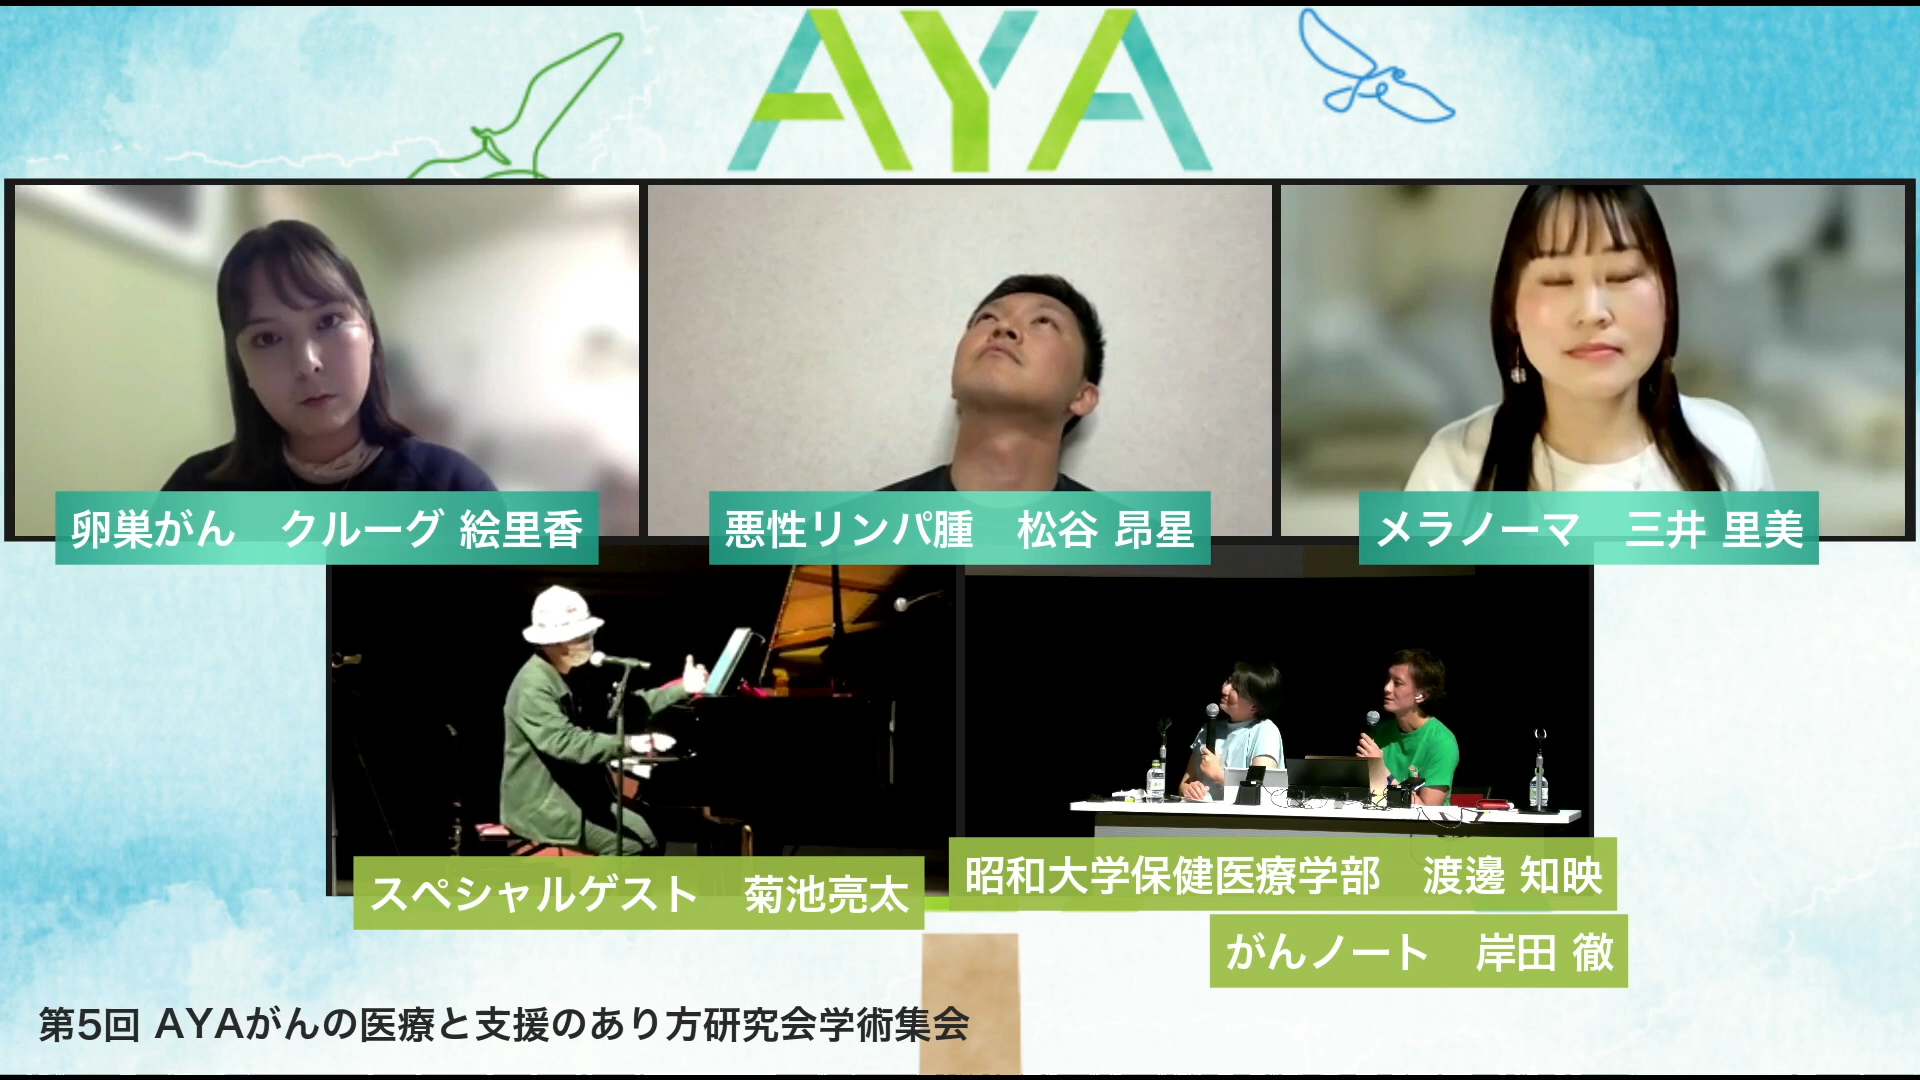 AYA
卵巣がん　クルーグ 絵里香
悪性リンパ腫　松谷 昂星
メラノーマ　三井 里美
スペシャルゲスト　菊池亮太
昭和大学保健医療学部　渡邊 知映
がんノート　岸田 徹
第5回 AYAがんの医療と支援のあり方研究会学術集会